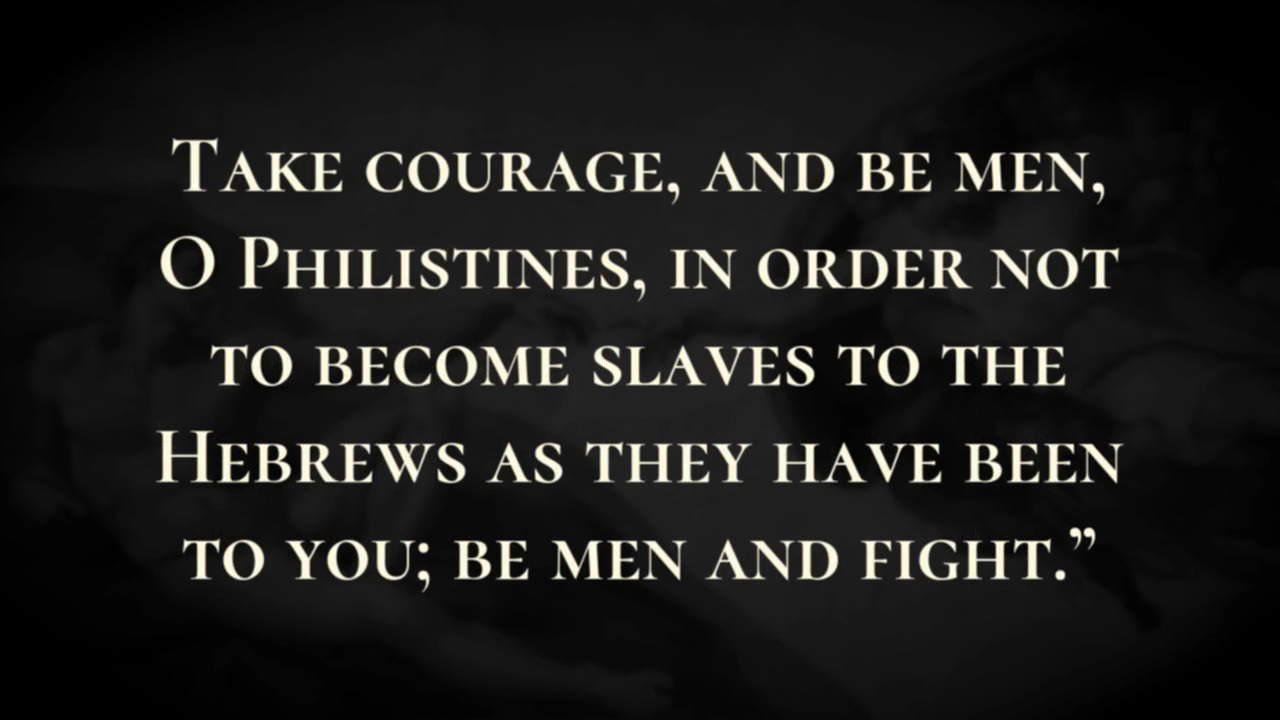 Take courage, and be men,
O Philistines, in order not
to become slaves to the
Hebrews as they have been
to you; be men and fight.”